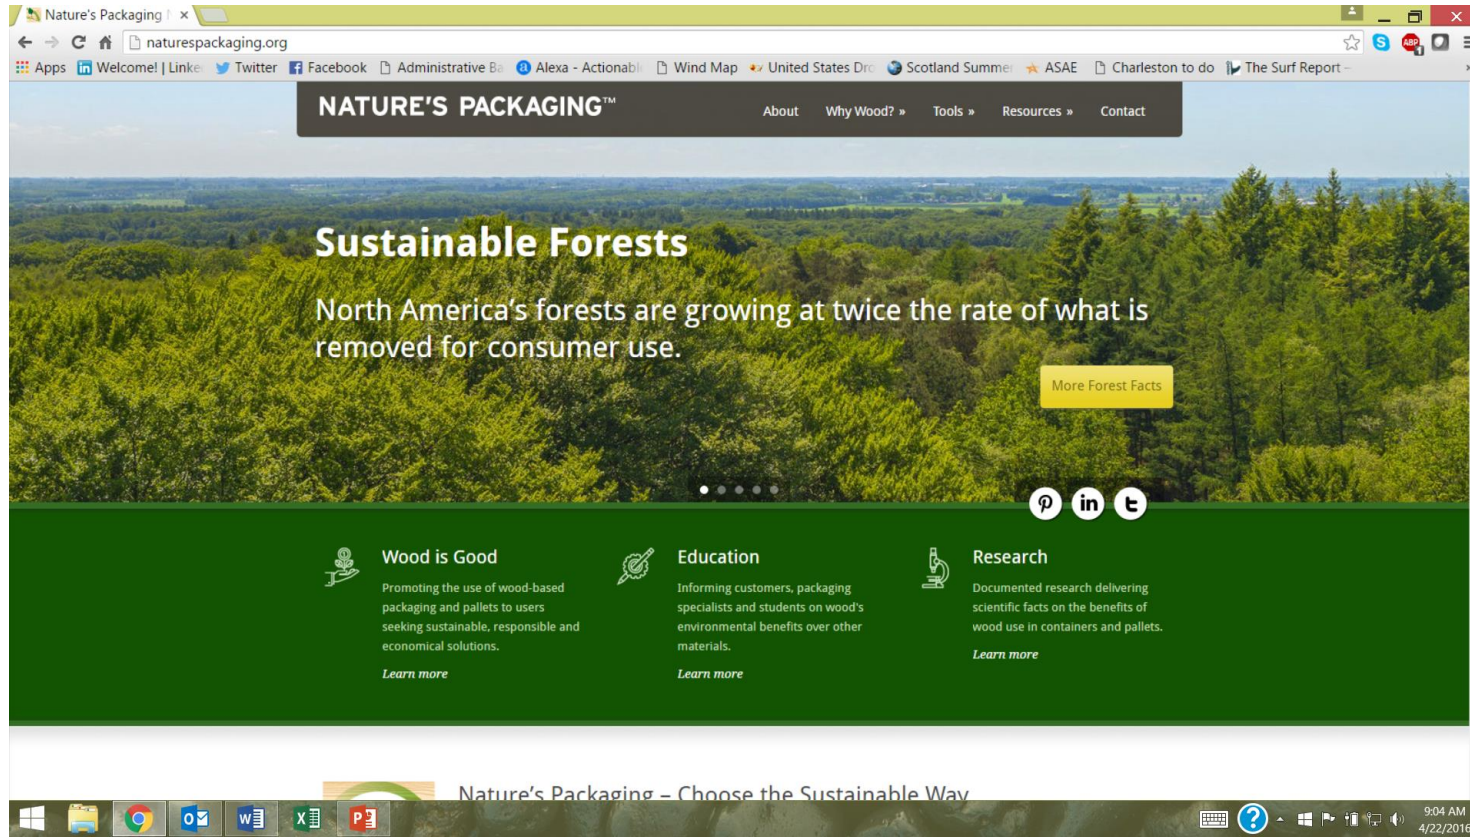 Nature's Packaging
naturespackaging.org
Apps Welcome! | Linke Twitter Facebook Administrative Ba Alexa - Actionabl Wind Map United States Dro Scotland Summe ASAE Charleston to do The Surf Report –
NATURE'S PACKAGING™
About Why Wood? » Tools » Resources » Contact
Sustainable Forests
North America's forests are growing at twice the rate of what is
removed for consumer use.
More Forest Facts
Wood is Good
Promoting the use of wood-based
packaging and pallets to users
seeking sustainable, responsible and
economical solutions.
Learn more
Education
Informing customers, packaging
specialists and students on wood's
environmental benefits over other
materials.
Learn more
Research
Documented research delivering
scientific facts on the benefits of
wood use in containers and pallets.
Learn more
Nature's Packaging – Choose the Sustainable Way
9:04 AM
4/22/2016